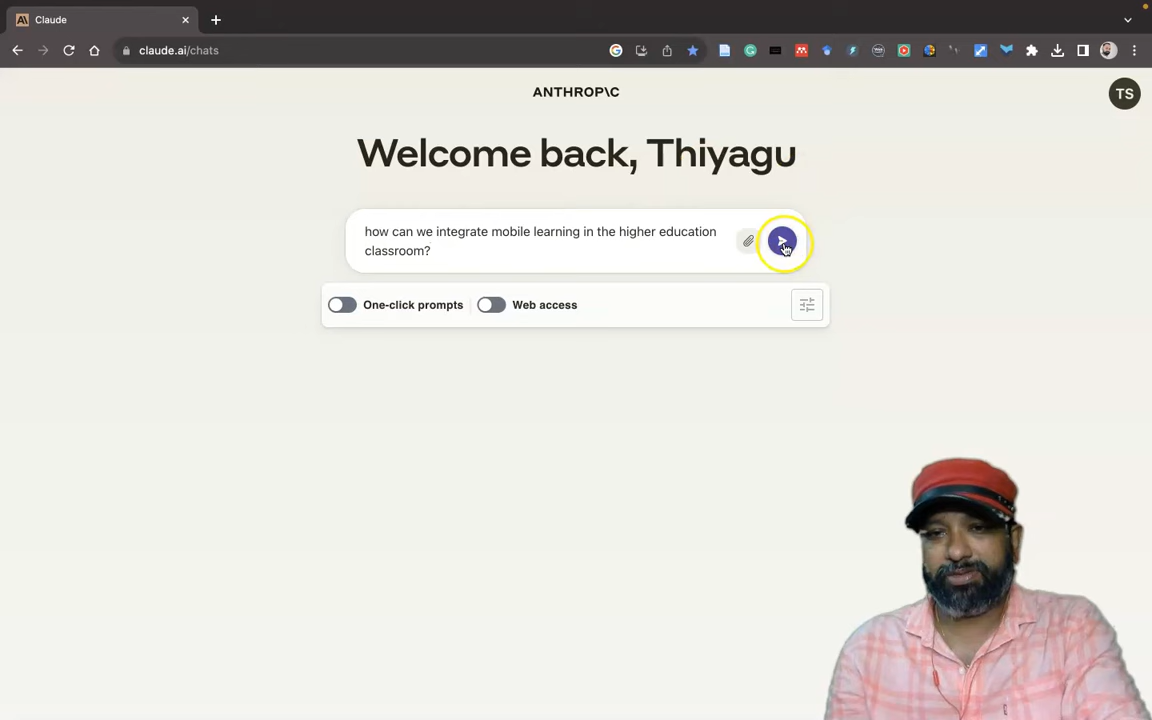 Claude
claude.ai/chats
ANTHROP\C
TS
Welcome back, Thiyagu
how can we integrate mobile learning in the higher education
classroom?
One-click prompts
Web access